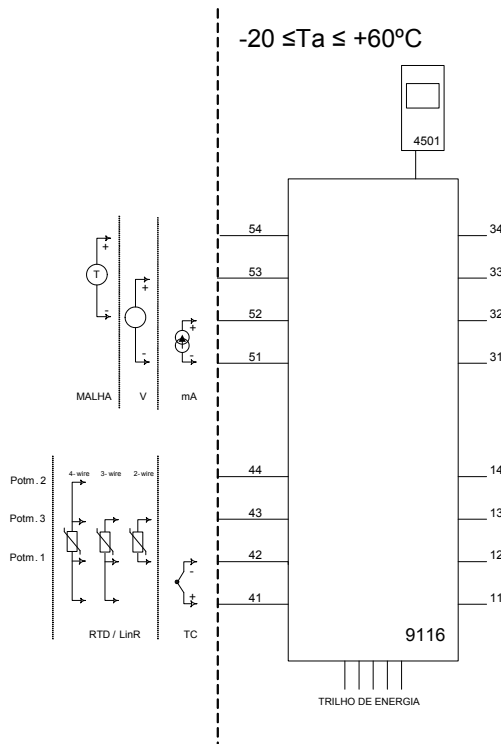 -20 ≤Ta ≤ +60ºC
4501
54
34
+
T
53
33
+
-
52
32
+
-
-
51
31
MALHA V mA
Potm. 2
4- wire 3- wire 2- wire
44
14
Potm. 3
43
13
Potm. 1
42
12
-
+
41
11
RTD / LinR TC
9116
TRILHO DE ENERGIA